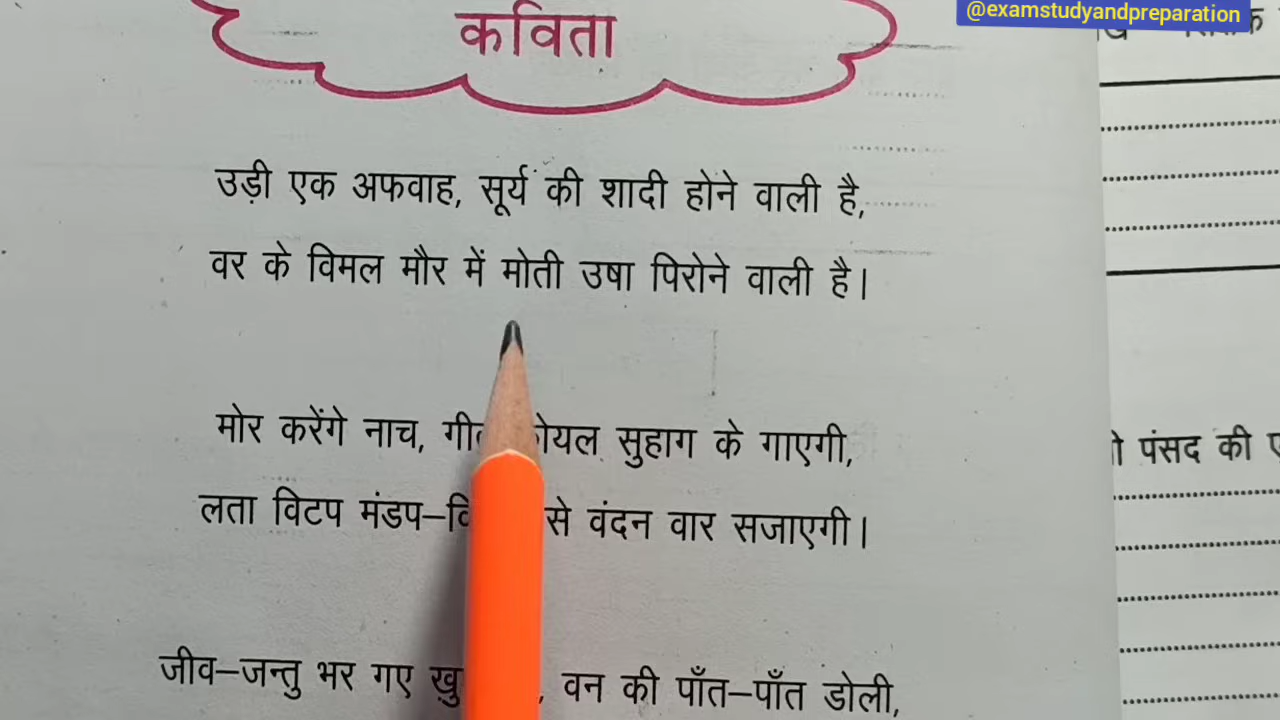 @examstudyandpreparation
कविता
उड़ी एक अफवाह, सूर्य की शादी होने वाली है,
वर के विमल मौर में मोती उषा पिरोने वाली है।
मोर करेंगे नाच, गीत कोयल सुहाग के गाएगी,
लता विटप मंडप– से वंदन वार सजाएगी।
जीव–जन्तु भर गए , वन की पाँत–पाँत डोली,
पंसद की